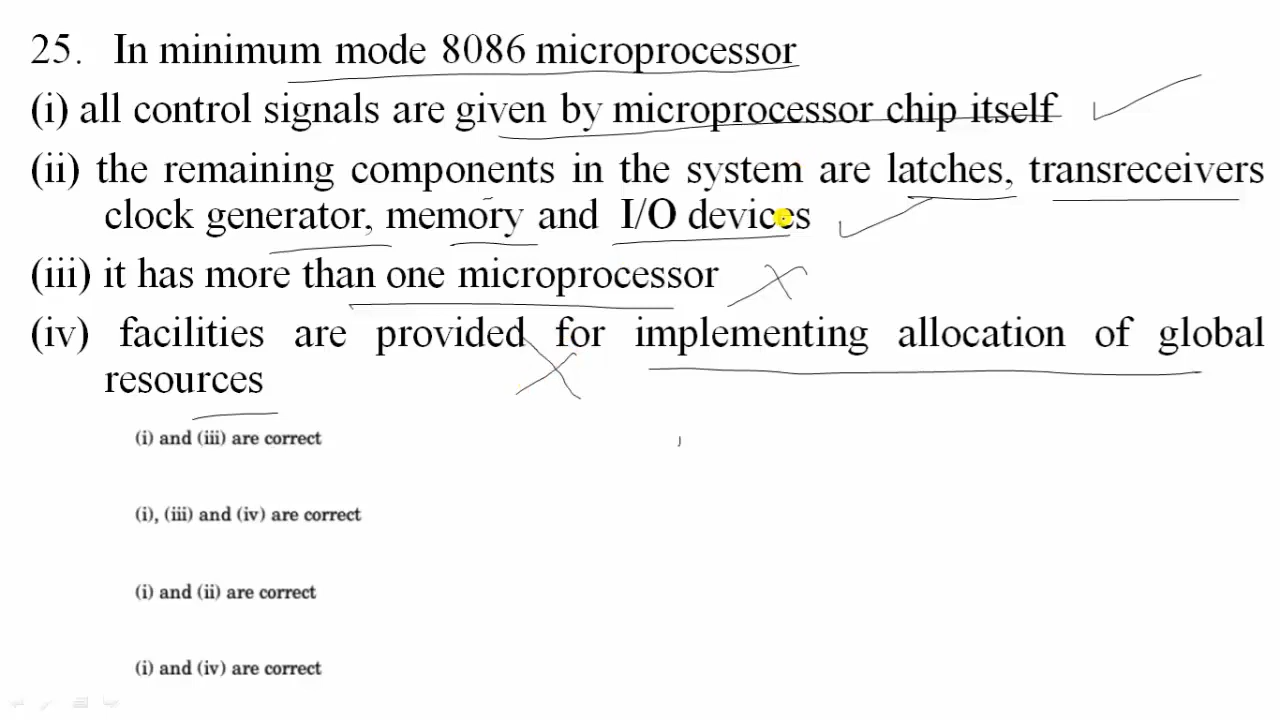 25. In minimum mode 8086 microprocessor
(i) all control signals are given by microprocessor chip itself
(ii) the remaining components in the system are latches, transreceivers
clock generator, memory and I/O devices
(iii) it has more than one microprocessor
(iv) facilities are provided for implementing allocation of global
resources
(i) and (iii) are correct
(i), (iii) and (iv) are correct
(i) and (ii) are correct
(i) and (iv) are correct